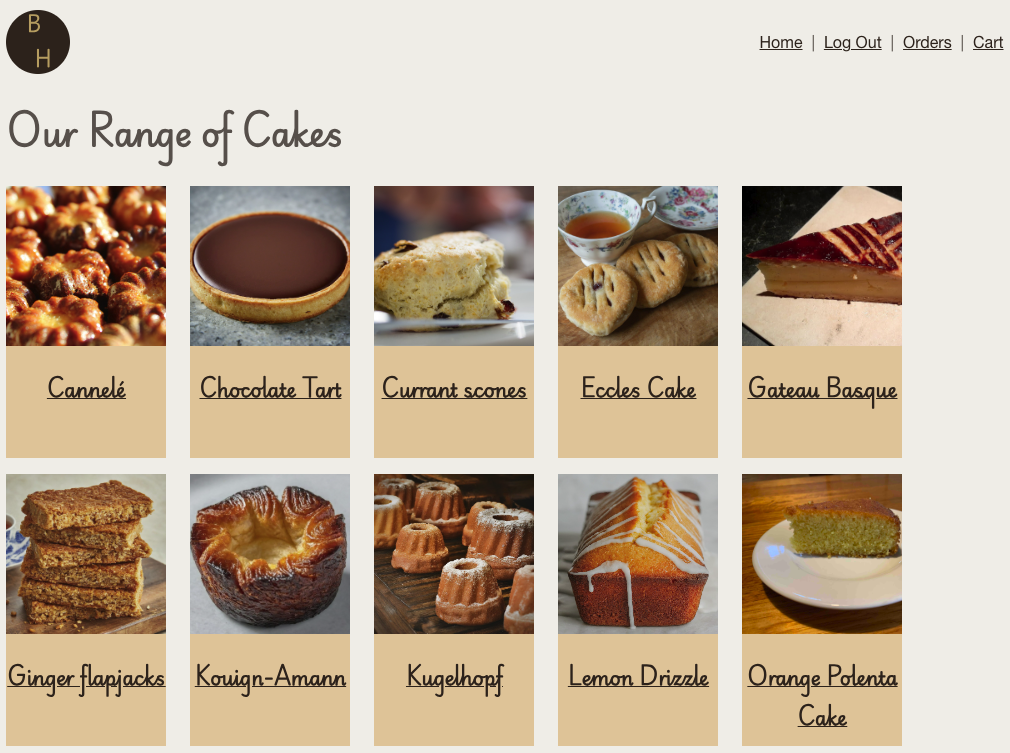 B
H
Home | Log Out | Orders | Cart
Our Range of Cakes
Cannelé
Chocolate Tart
Currant scones
Eccles Cake
Gateau Basque
Ginger flapjacks
Kouign-Amann
Kugelhopf
Lemon Drizzle
Orange Polenta
Cake